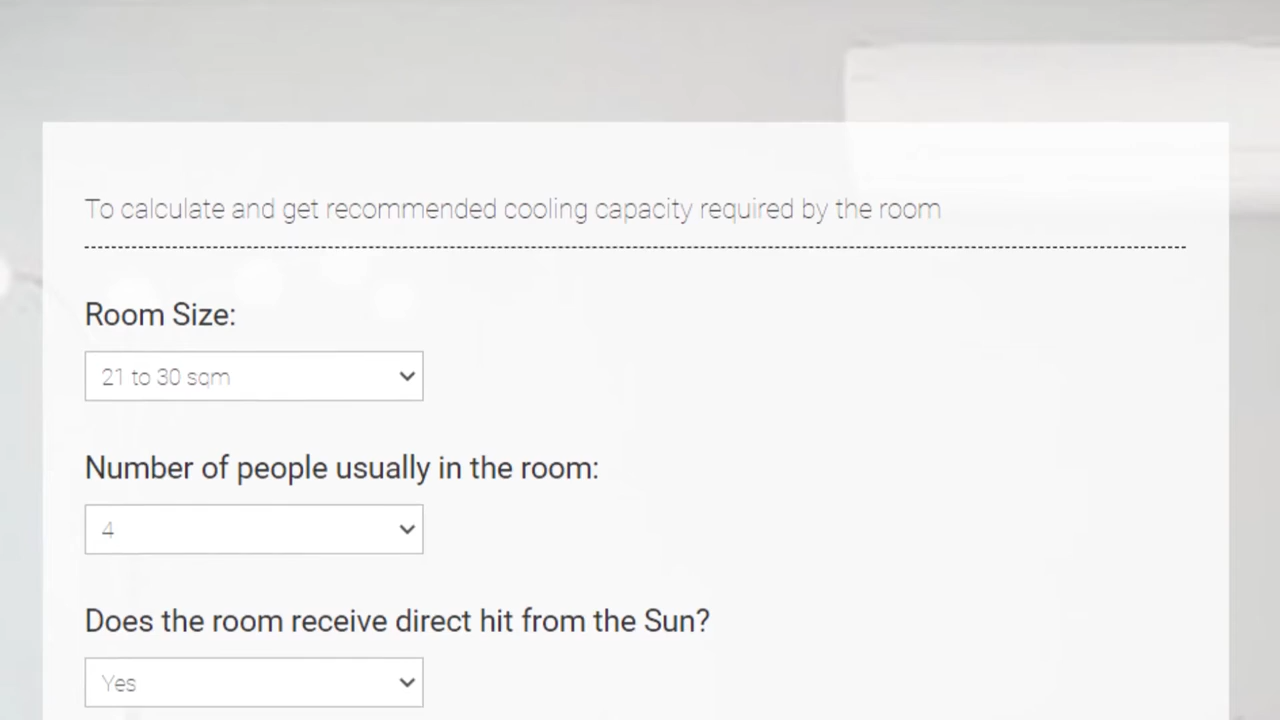 To calculate and get recommended cooling capacity required by the room
Room Size:
21 to 30 sqm
Number of people usually in the room:
4
Does the room receive direct hit from the Sun?
Yes